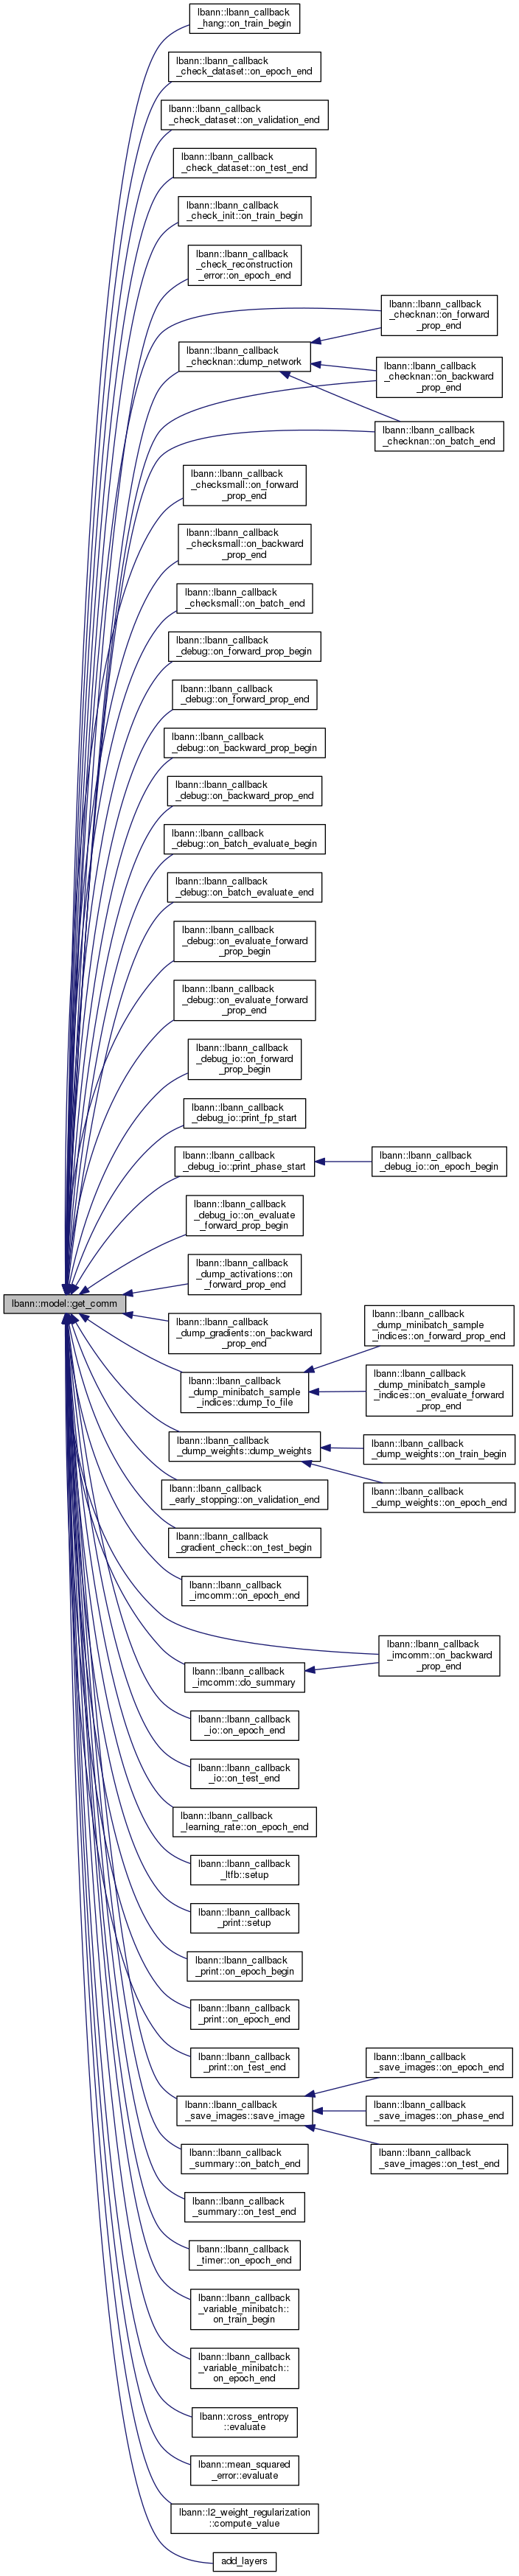 lbann::lbann_callback
_hang::on_train_begin
lbann::lbann_callback
_check_dataset::on_epoch_end
lbann::lbann_callback
_check_dataset::on_validation_end
lbann::lbann_callback
_check_dataset::on_test_end
lbann::lbann_callback
_check_init::on_train_begin
lbann::lbann_callback
_check_reconstruction
_error::on_epoch_end
lbann::lbann_callback
_checknan::on_forward
_prop_end
lbann::lbann_callback
_checknan::dump_network
lbann::lbann_callback
_checknan::on_backward
_prop_end
lbann::lbann_callback
_checknan::on_batch_end
lbann::lbann_callback
_checksmall::on_forward
_prop_end
lbann::lbann_callback
_checksmall::on_backward
_prop_end
lbann::lbann_callback
_checksmall::on_batch_end
lbann::lbann_callback
_debug::on_forward_prop_begin
lbann::lbann_callback
_debug::on_forward_prop_end
lbann::lbann_callback
_debug::on_backward_prop_begin
lbann::lbann_callback
_debug::on_backward_prop_end
lbann::lbann_callback
_debug::on_batch_evaluate_begin
lbann::lbann_callback
_debug::on_batch_evaluate_end
lbann::lbann_callback
_debug::on_evaluate_forward
_prop_begin
lbann::lbann_callback
_debug::on_evaluate_forward
_prop_end
lbann::lbann_callback
_debug_io::on_forward
_prop_begin
lbann::lbann_callback
_debug_io::print_fp_start
lbann::lbann_callback
_debug_io::print_phase_start
lbann::lbann_callback
_debug_io::on_epoch_begin
lbann::lbann_callback
_debug_io::on_evaluate
_forward_prop_begin
lbann::lbann_callback
_dump_activations::on
_forward_prop_end
lbann::model::get_comm
lbann::lbann_callback
_dump_gradients::on_backward
_prop_end
lbann::lbann_callback
_dump_minibatch_sample
_indices::on_forward_prop_end
lbann::lbann_callback
_dump_minibatch_sample
_indices::dump_to_file
lbann::lbann_callback
_dump_minibatch_sample
_indices::on_evaluate_forward
_prop_end
lbann::lbann_callback
_dump_weights::dump_weights
lbann::lbann_callback
_dump_weights::on_train_begin
lbann::lbann_callback
_dump_weights::on_epoch_end
lbann::lbann_callback
_early_stopping::on_validation_end
lbann::lbann_callback
_gradient_check::on_test_begin
lbann::lbann_callback
_imcomm::on_epoch_end
lbann::lbann_callback
_imcomm::on_backward
_prop_end
lbann::lbann_callback
_imcomm::do_summary
lbann::lbann_callback
_io::on_epoch_end
lbann::lbann_callback
_io::on_test_end
lbann::lbann_callback
_learning_rate::on_epoch_end
lbann::lbann_callback
_ltfb::setup
lbann::lbann_callback
_print::setup
lbann::lbann_callback
_print::on_epoch_begin
lbann::lbann_callback
_print::on_epoch_end
lbann::lbann_callback
_print::on_test_end
lbann::lbann_callback
_save_images::on_epoch_end
lbann::lbann_callback
_save_images::save_image
lbann::lbann_callback
_save_images::on_phase_end
lbann::lbann_callback
_save_images::on_test_end
lbann::lbann_callback
_summary::on_batch_end
lbann::lbann_callback
_summary::on_test_end
lbann::lbann_callback
_timer::on_epoch_end
lbann::lbann_callback
_variable_minibatch::
on_train_begin
lbann::lbann_callback
_variable_minibatch::
on_epoch_end
lbann::cross_entropy
::evaluate
lbann::mean_squared
_error::evaluate
lbann::l2_weight_regularization
::compute_value
add_layers